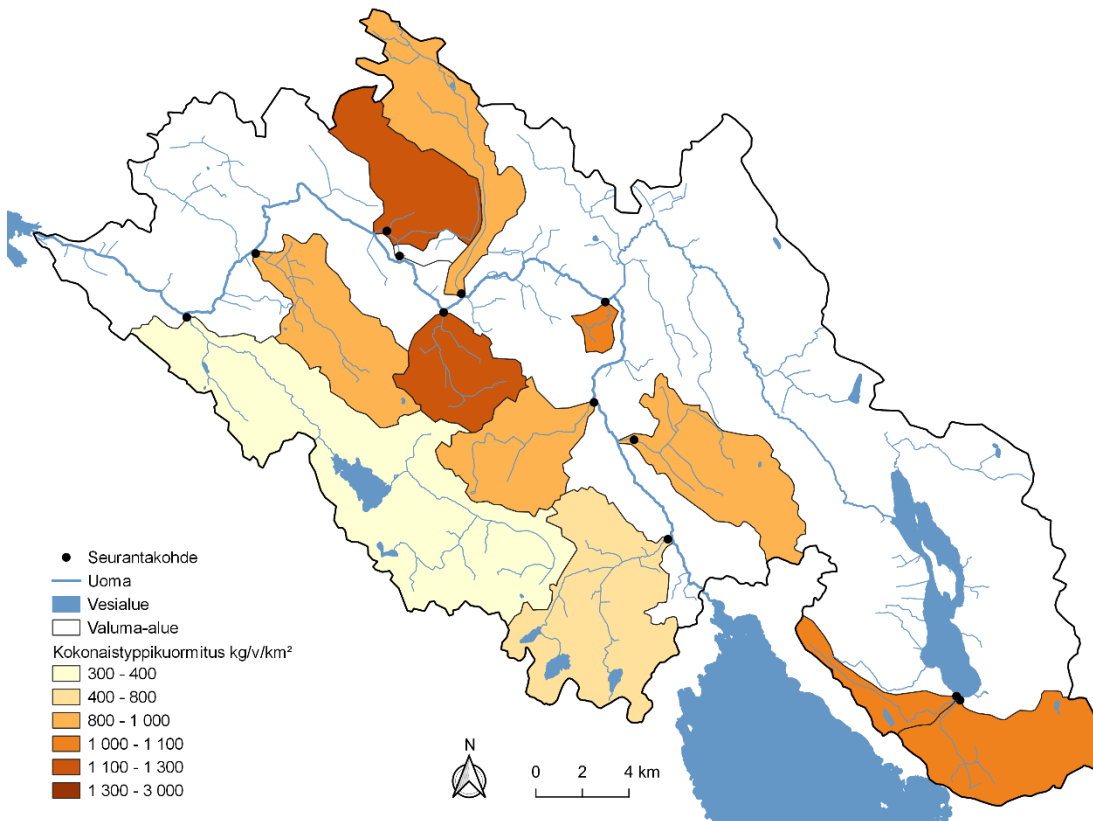 Seurantakohde
Uoma
Vesialue
Valuma-alue
Kokonaistyppikuormitus kg/v/km²
300 - 400
400 - 800
800 - 1 000
1 000 - 1 100
1 100 - 1 300
1 300 - 3 000
N
0 2 4 km